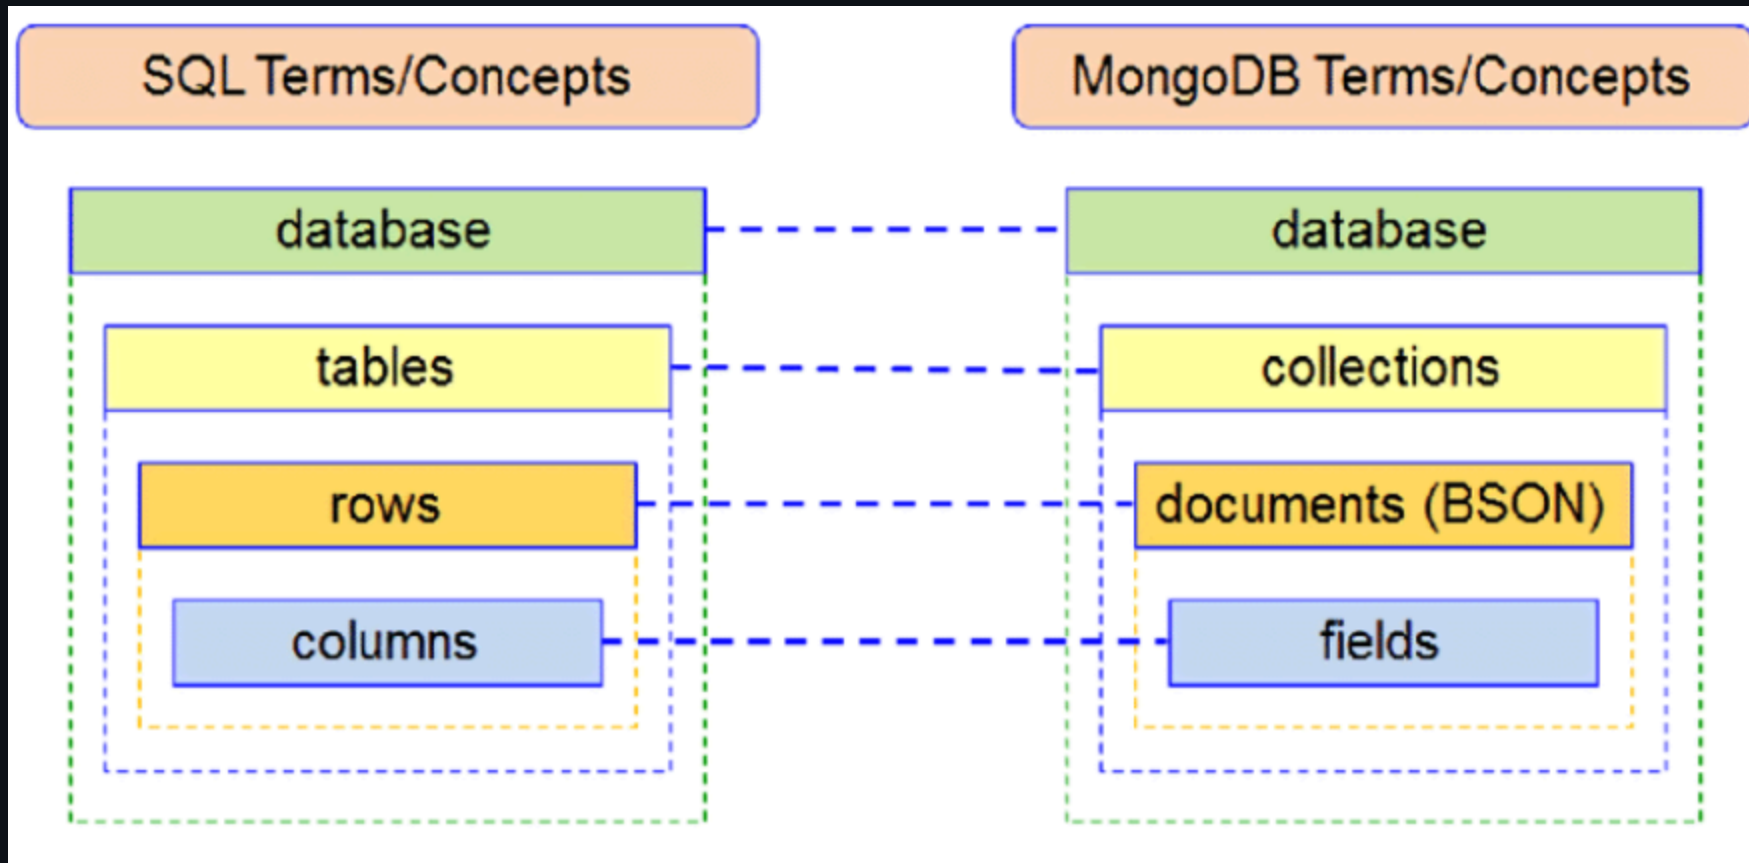 SQL Terms/Concepts
MongoDB Terms/Concepts
database
database
tables
collections
rows
documents (BSON)
columns
fields